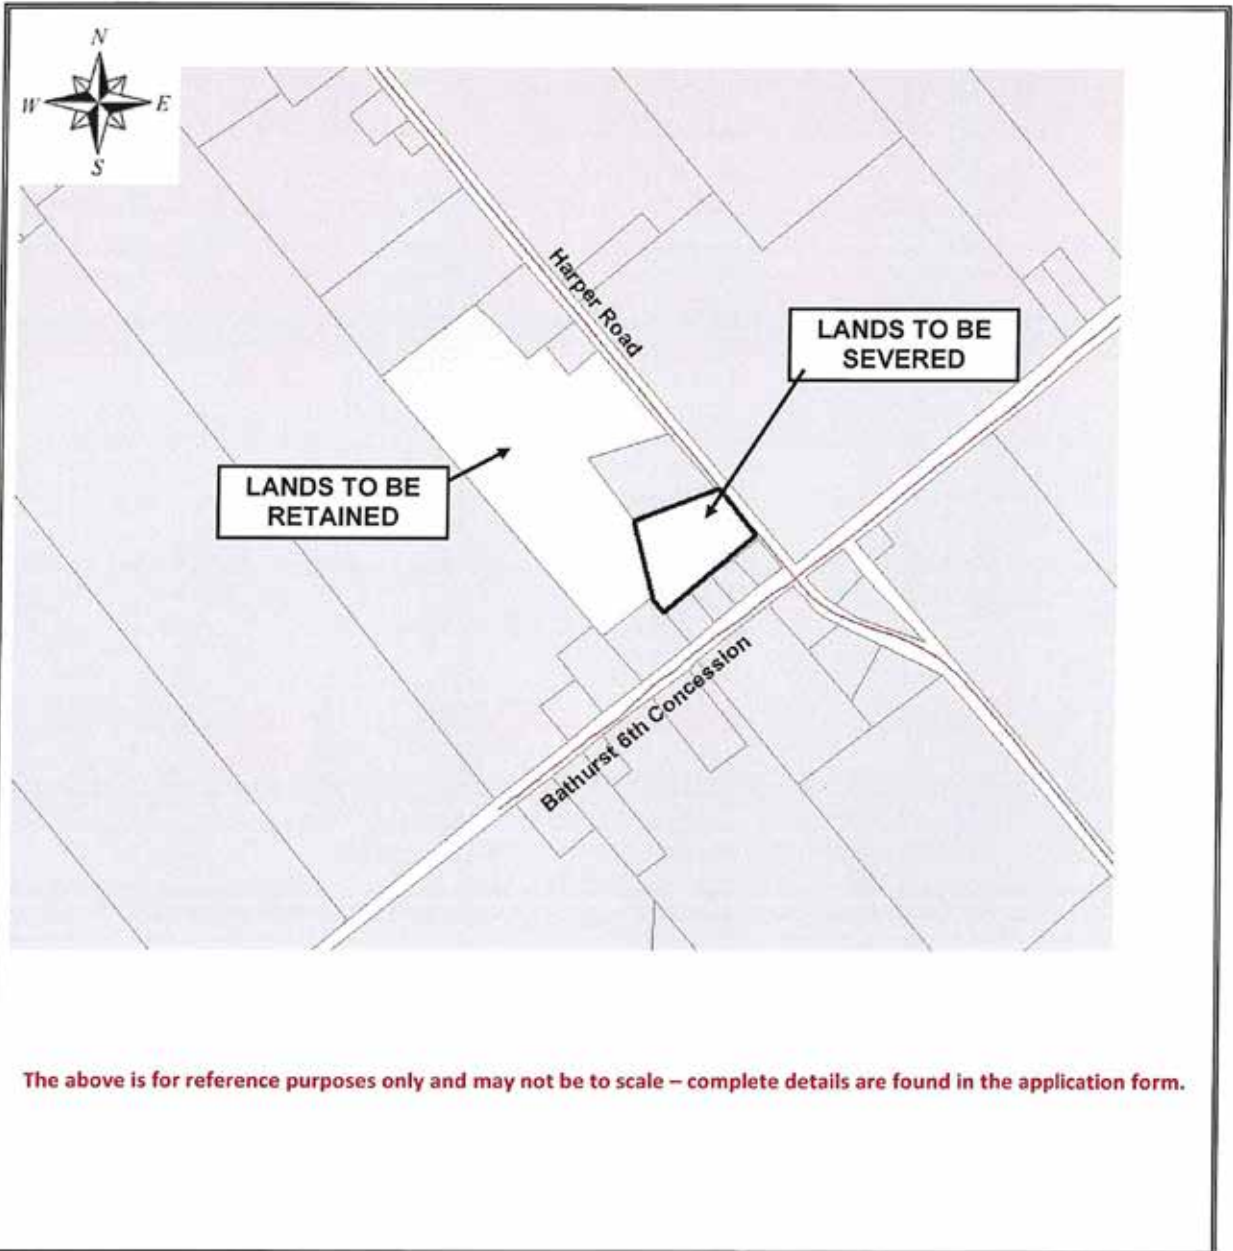 N
W E
S
Harper Road
LANDS TO BE
SEVERED
LANDS TO BE
RETAINED
Bathurst 6th Concession
The above is for reference purposes only and may not be to scale – complete details are found in the application form.